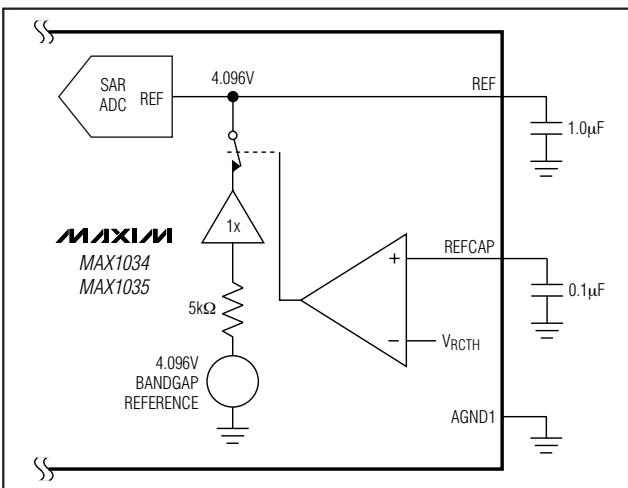 SAR
ADC
REF
4.096V
REF
1.0µF
1x
MAXIM
MAX1034
MAX1035
REFCAP
0.1µF
5kΩ
VRCTH
4.096V
BANDGAP
REFERENCE
AGND1
+
−